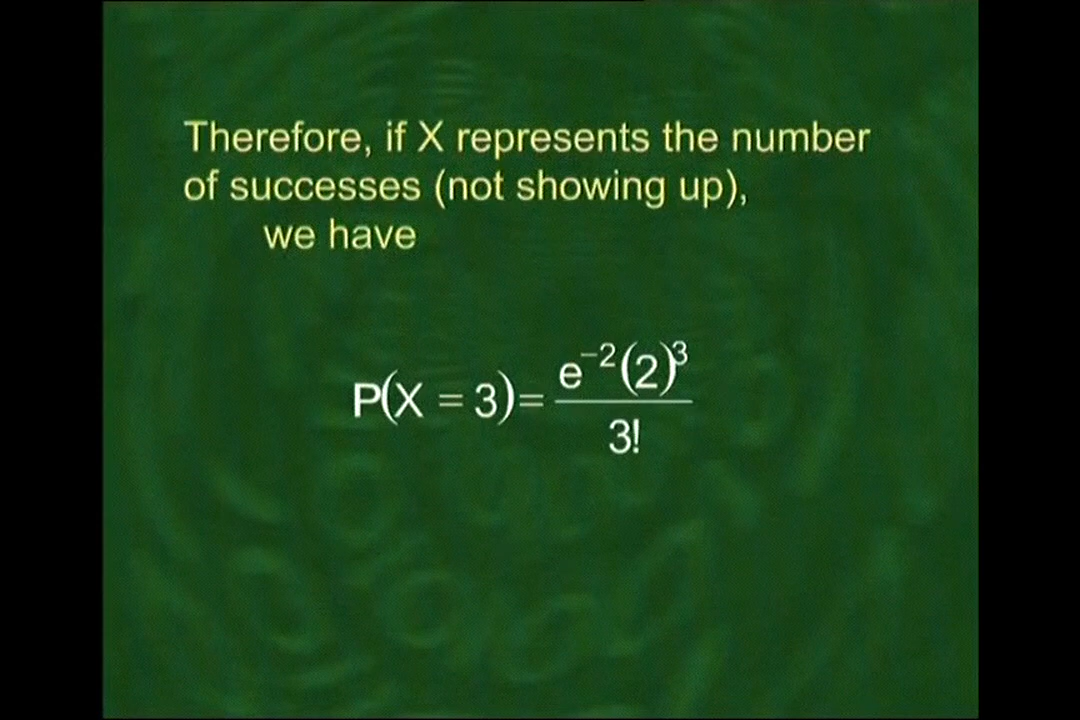 Therefore, if X represents the number
of successes (not showing up),
we have
P(X = 3) = e⁻²(2)³ / 3!